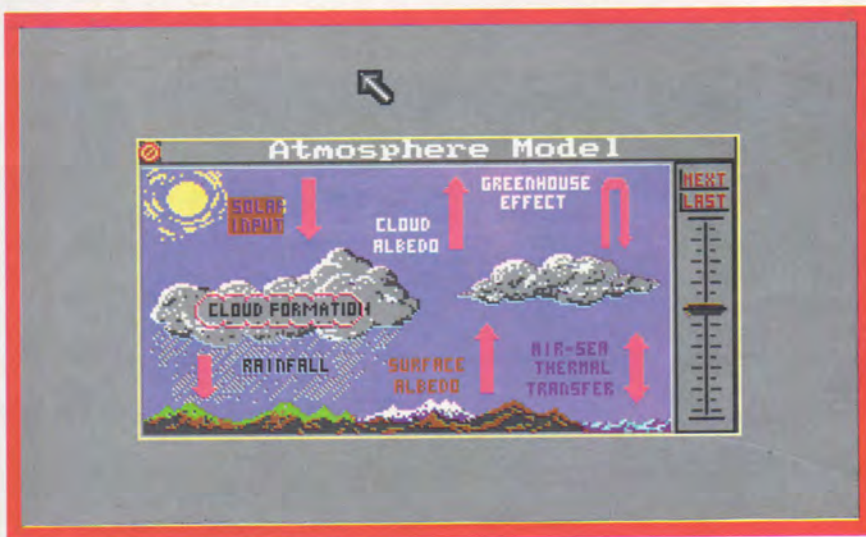 Atmosphere Model
SOLAR
INPUT
GREENHOUSE
EFFECT
NEXT
LAST
CLOUD
ALBEDO
CLOUD FORMATION
RAINFALL
SURFACE
ALBEDO
AIR-SEA
THERMAL
TRANSFER